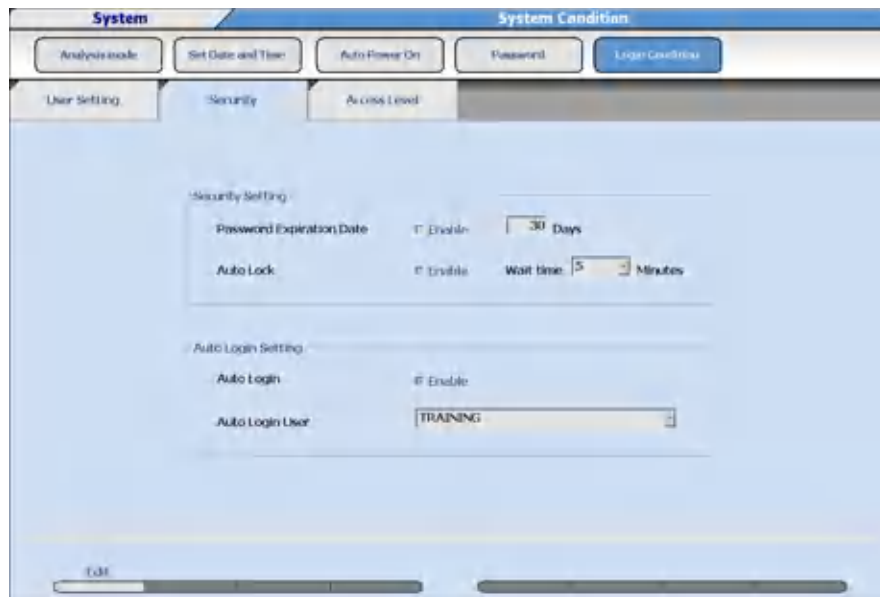 System System Condition
Analysis mode Set Date and Time Auto Power On Password Login Condition
User Setting Security Access Level
Security Setting
Password Expiration Date Enable 30 Days
Auto Lock Enable Wait time 5 Minutes
Auto Login Setting
Auto Login Enable
Auto Login User TRAINING
Edit